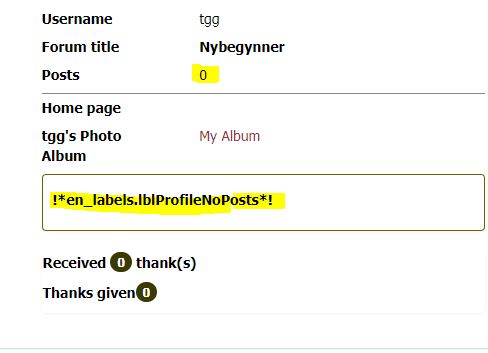 Username tgg
Forum title Nybegynner
Posts 0
Home page
tgg's Photo My Album
Album
!*en_labels.lblProfileNoPosts*!
Received 0 thank(s)
Thanks given 0